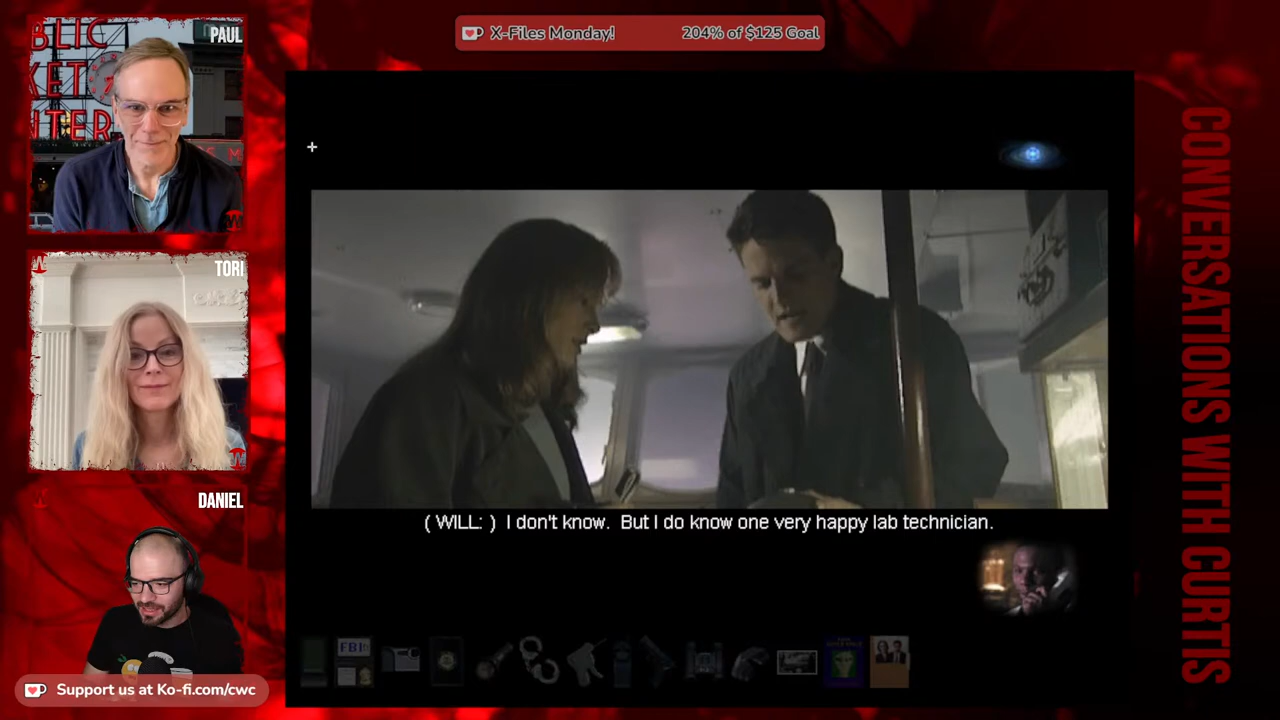 PAUL
X-Files Monday!
204% of $125 Goal
TORI
DANIEL
Support us at Ko-fi.com/cwc
( WILL: ) I don't know. But I do know one very happy lab technician.
FBI
CONVERSATIONS WITH CURTIS